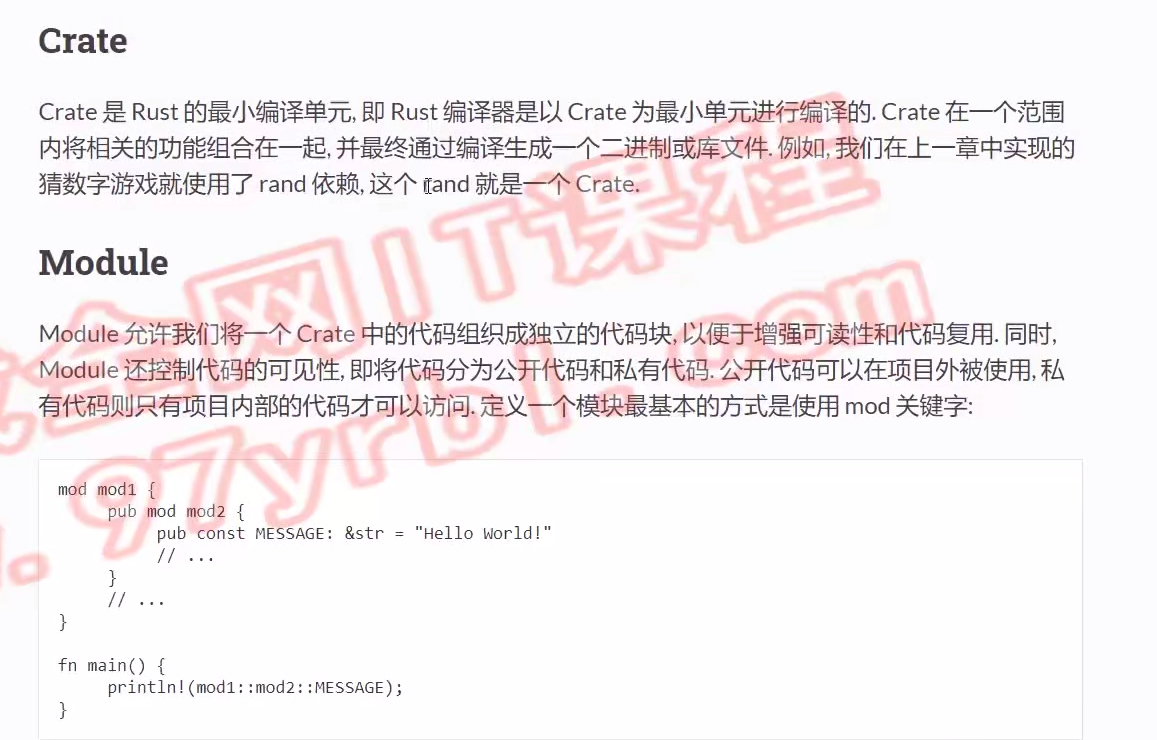 Crate
Crate 是 Rust 的最小编译单元, 即 Rust 编译器是以 Crate 为最小单元进行编译的. Crate 在一个范围
内将相关的功能组合在一起, 并最终通过编译生成一个二进制或库文件. 例如, 我们在上一章中实现的
猜数字游戏就使用了 rand 依赖, 这个 rand 就是一个 Crate.
Module
Module 允许我们将一个 Crate 中的代码组织成独立的代码块, 以便于增强可读性和代码复用. 同时,
Module 还控制代码的可见性, 即将代码分为公开代码和私有代码. 公开代码可以在项目外被使用, 私
有代码则只有项目内部的代码才可以访问. 定义一个模块最基本的方式是使用 mod 关键字:
mod mod1 {
pub mod mod2 {
pub const MESSAGE: &str = "Hello World!"
// ...
}
// ...
}
fn main() {
println!(mod1::mod2::MESSAGE);
}
合网IT课程
.97yrbl.com